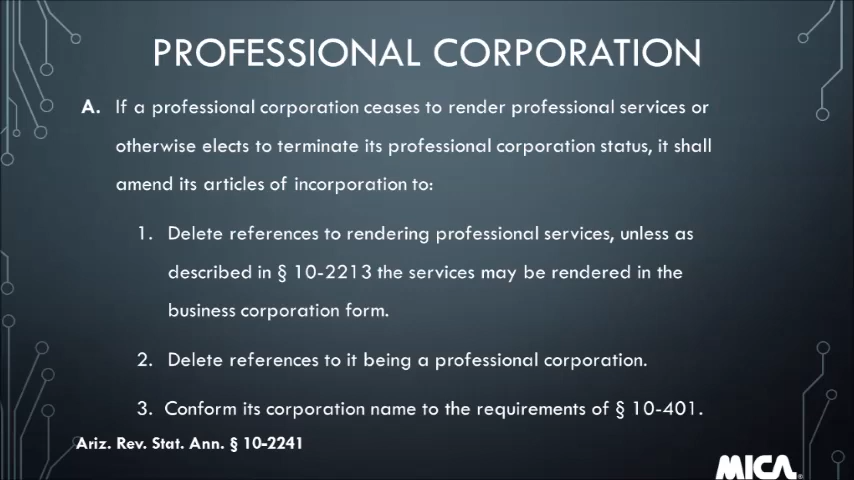 PROFESSIONAL CORPORATION
A. If a professional corporation ceases to render professional services or
otherwise elects to terminate its professional corporation status, it shall
amend its articles of incorporation to:
1. Delete references to rendering professional services, unless as
described in § 10-2213 the services may be rendered in the
business corporation form.
2. Delete references to it being a professional corporation.
3. Conform its corporation name to the requirements of § 10-401.
Ariz. Rev. Stat. Ann. § 10-2241
MICA®